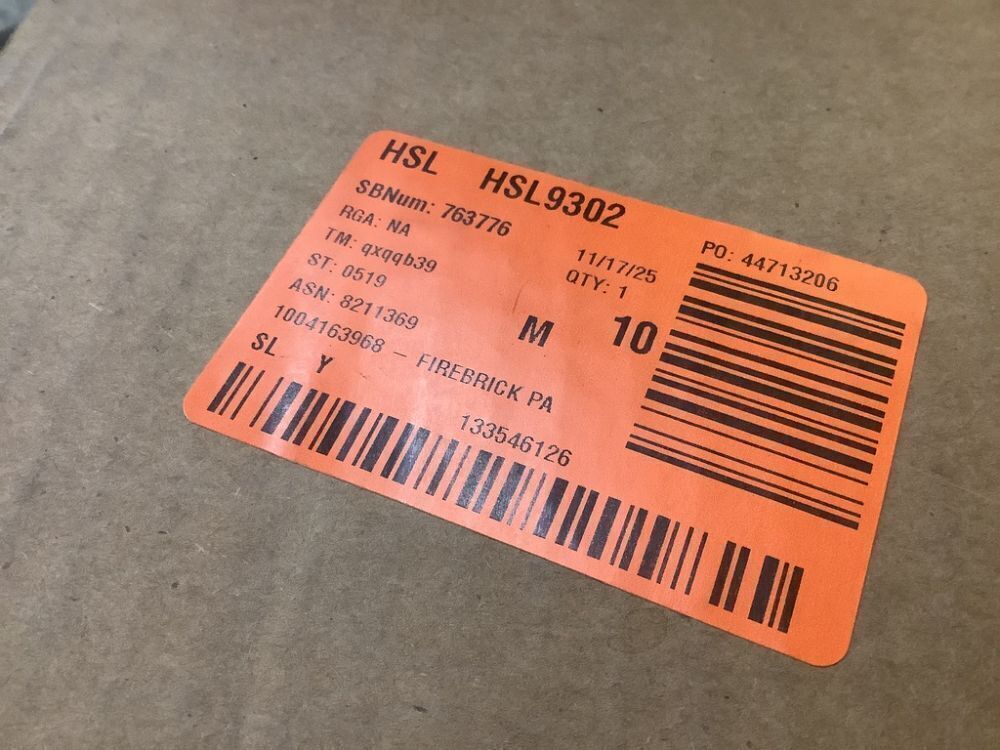 HSL HSL9302
SBNum: 763776
RGA: NA
11/17/25
PO: 44713206
TM: qxqqb39
QTY: 1
ST: 0519
ASN: 8211369
M 10
1004163968 – FIREBRICK PA
SL Y
133546126